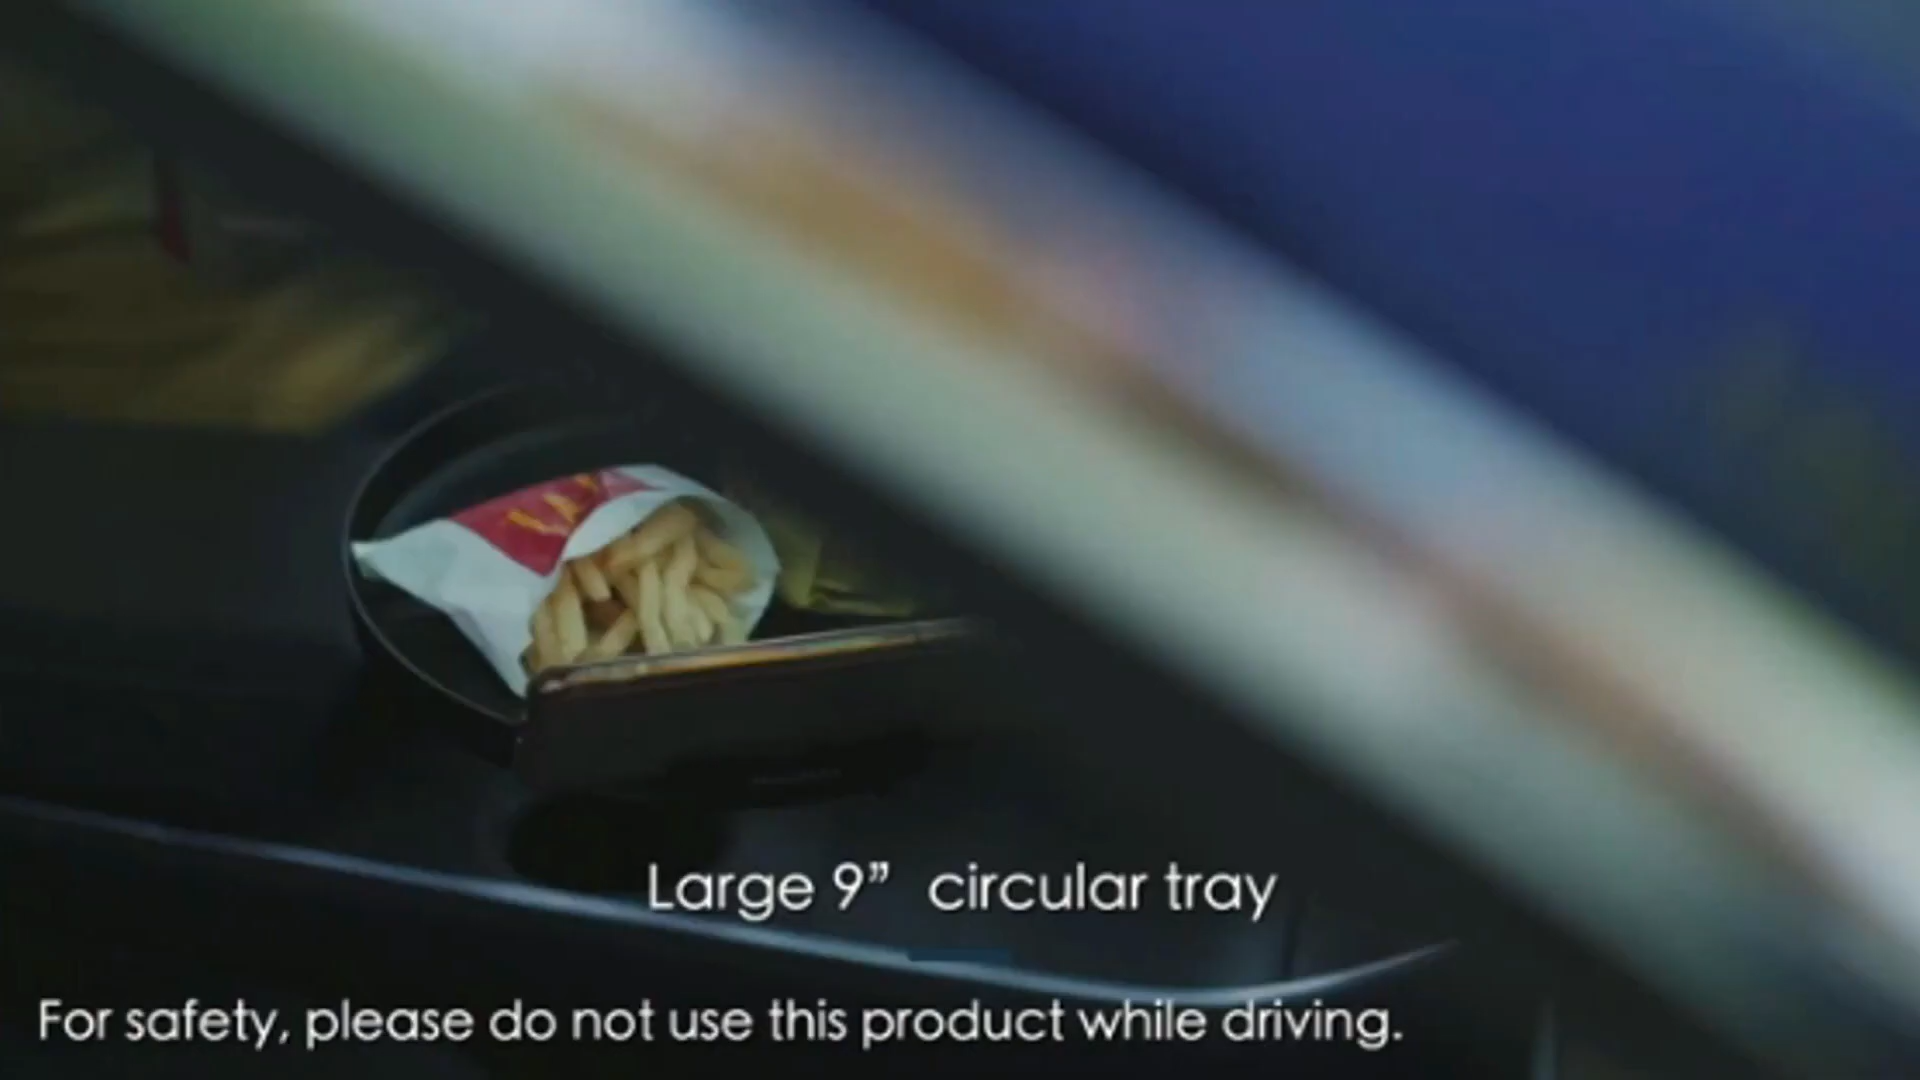 Large 9” circular tray
For safety, please do not use this product while driving.